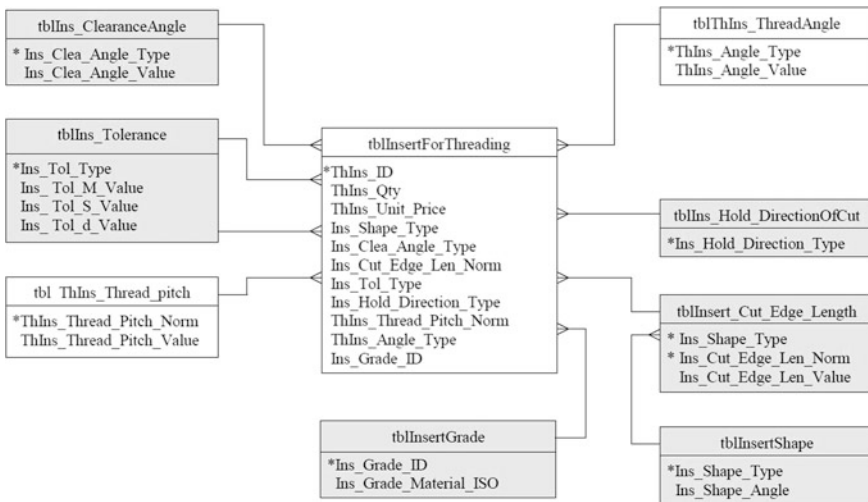 tblIns_ClearanceAngle
* Ins_Clea_Angle_Type
Ins_Clea_Angle_Value
tblIns_Tolerance
*Ins_Tol_Type
Ins_ Tol_M_Value
Ins_ Tol_S_Value
Ins_ Tol_d_Value
tbl_ThIns_Thread_pitch
*ThIns_Thread_Pitch_Norm
ThIns_Thread_Pitch_Value
tblInsertForThreading
*ThIns_ID
ThIns_Qty
ThIns_Unit_Price
Ins_Shape_Type
Ins_Clea_Angle_Type
Ins_Cut_Edge_Len_Norm
Ins_Tol_Type
Ins_Hold_Direction_Type
ThIns_Thread_Pitch_Norm
ThIns_Angle_Type
Ins_Grade_ID
tblInsertGrade
*Ins_Grade_ID
Ins_Grade_Material_ISO
tblThIns_ThreadAngle
*ThIns_Angle_Type
ThIns_Angle_Value
tblIns_Hold_DirectionOfCut
*Ins_Hold_Direction_Type
tblInsert_Cut_Edge_Length
* Ins_Shape_Type
* Ins_Cut_Edge_Len_Norm
Ins_Cut_Edge_Len_Value
tblInsertShape
*Ins_Shape_Type
Ins_Shape_Angle